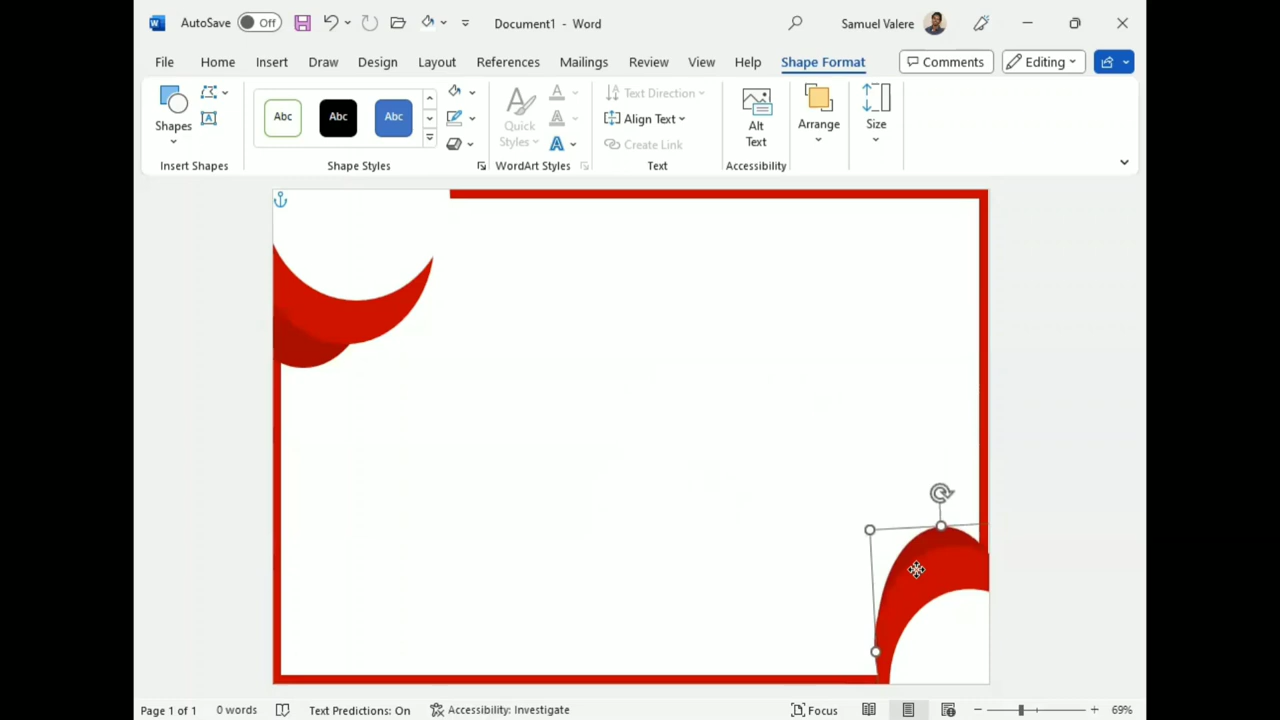 AutoSave Off Document1 - Word Samuel Valere
File Home Insert Draw Design Layout References Mailings Review View Help Shape Format Comments Editing
Shapes
Insert Shapes
Abc Abc Abc
Shape Styles
Quick
Styles
WordArt Styles
Text Direction
Align Text
Create Link
Text
Alt
Text
Accessibility
Arrange
Size
Page 1 of 1 0 words Text Predictions: On Accessibility: Investigate Focus 69%